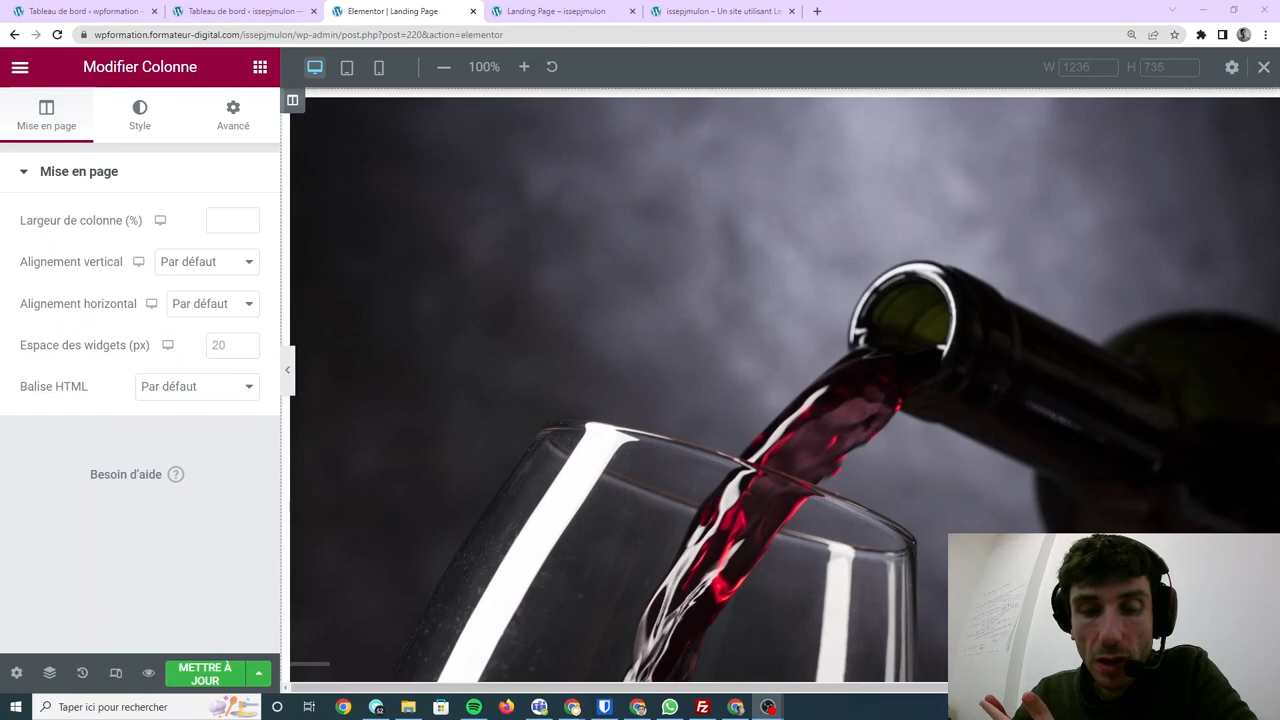 Tableau de bord ‹ wpformation —
Tableau de bord ‹ issepjmulon —
Elementor | Landing Page
Landing Page – issepjmulon
issepjmulon – Un site utilisant Le
wpformation.formateur-digital.com/issepjmulon/wp-admin/post.php?post=220&action=elementor
Modifier Colonne
100%
W 1236 H 735
Mise en page
Style
Avancé
Mise en page
Largeur de colonne (%)
Alignement vertical
Par défaut
Alignement horizontal
Par défaut
Espace des widgets (px)
20
Balise HTML
Par défaut
Besoin d'aide ?
METTRE À
JOUR
Taper ici pour rechercher